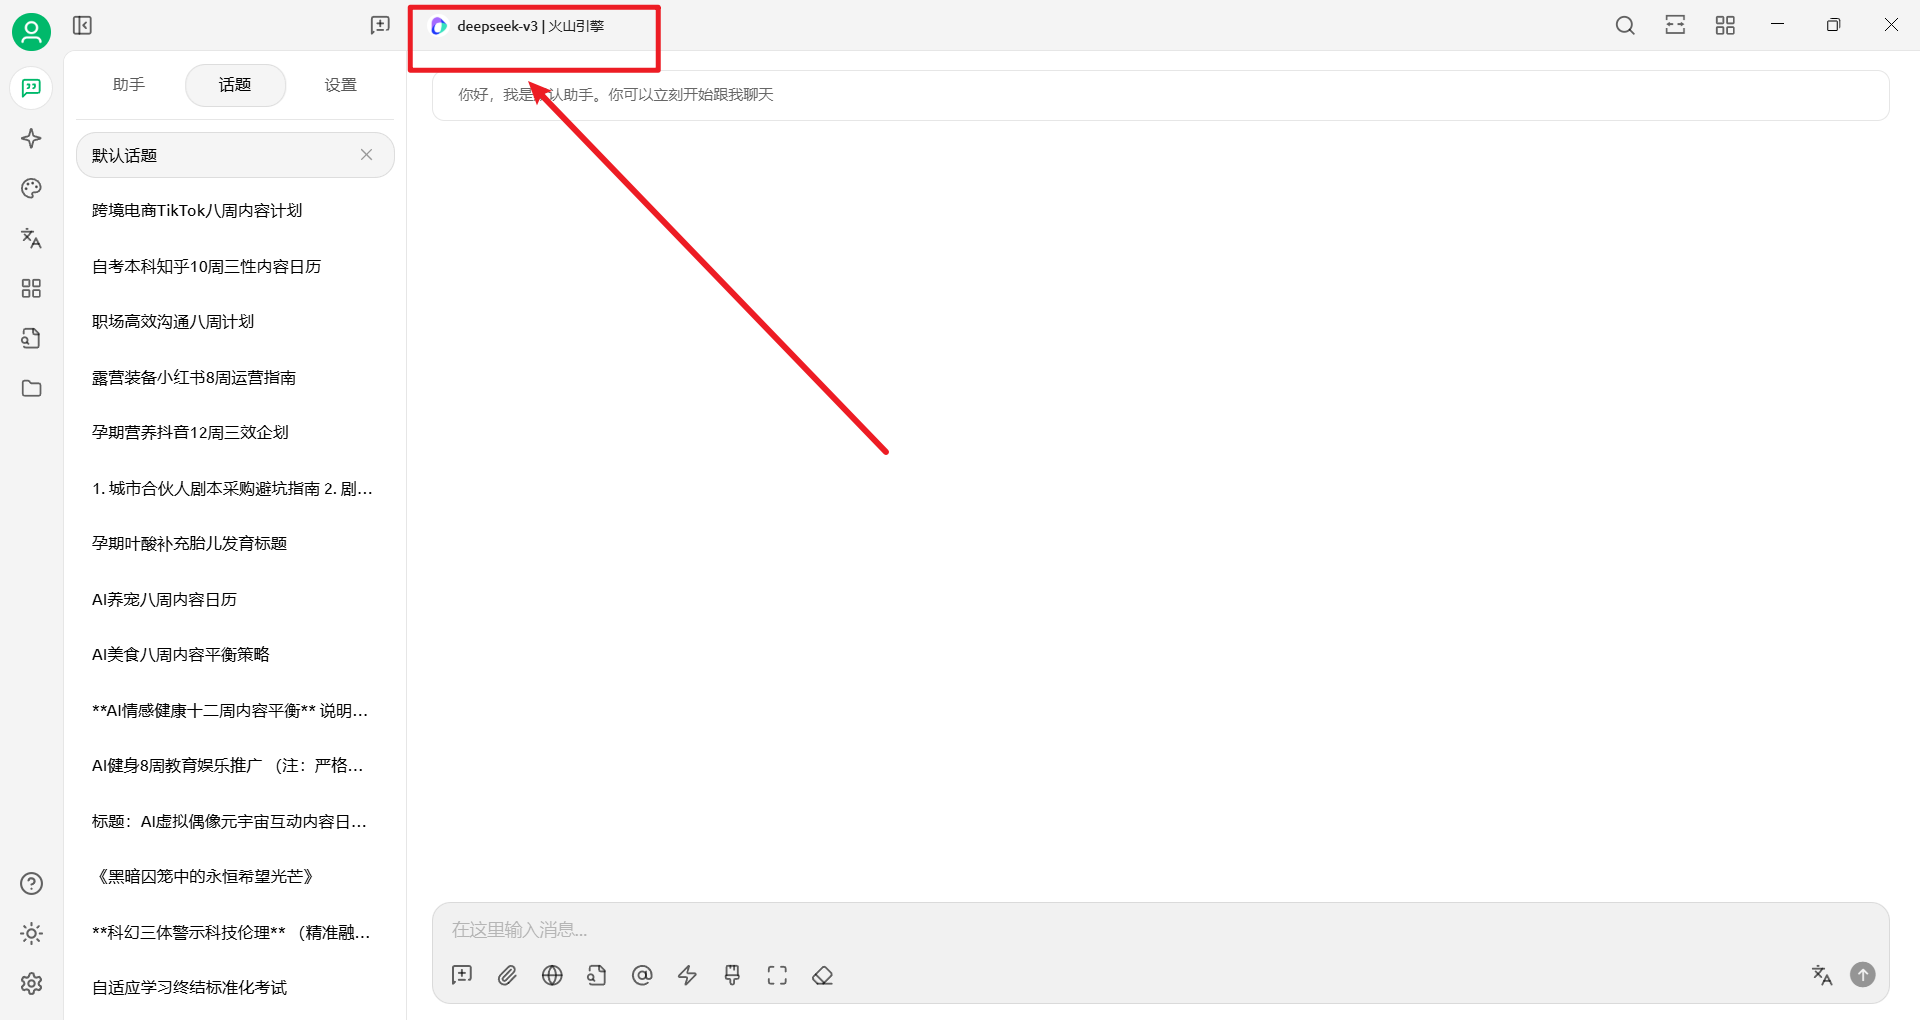 deepseek-v3 | 火山引擎
助手
话题
设置
默认话题
跨境电商TikTok八周内容计划
自考本科知乎10周三性内容日历
职场高效沟通八周计划
露营装备小红书8周运营指南
孕期营养抖音12周三效企划
1. 城市合伙人剧本采购避坑指南 2. 剧...
孕期叶酸补充胎儿发育标题
AI养宠八周内容日历
AI美食八周内容平衡策略
**AI情感健康十二周内容平衡** 说明...
AI健身8周教育娱乐推广 （注：严格...
标题：AI虚拟偶像元宇宙互动内容日...
《黑暗囚笼中的永恒希望光芒》
**科幻三体警示科技伦理** （精准融...
自适应学习终结标准化考试
你好，我是 认助手。你可以立刻开始跟我聊天
在这里输入消息...